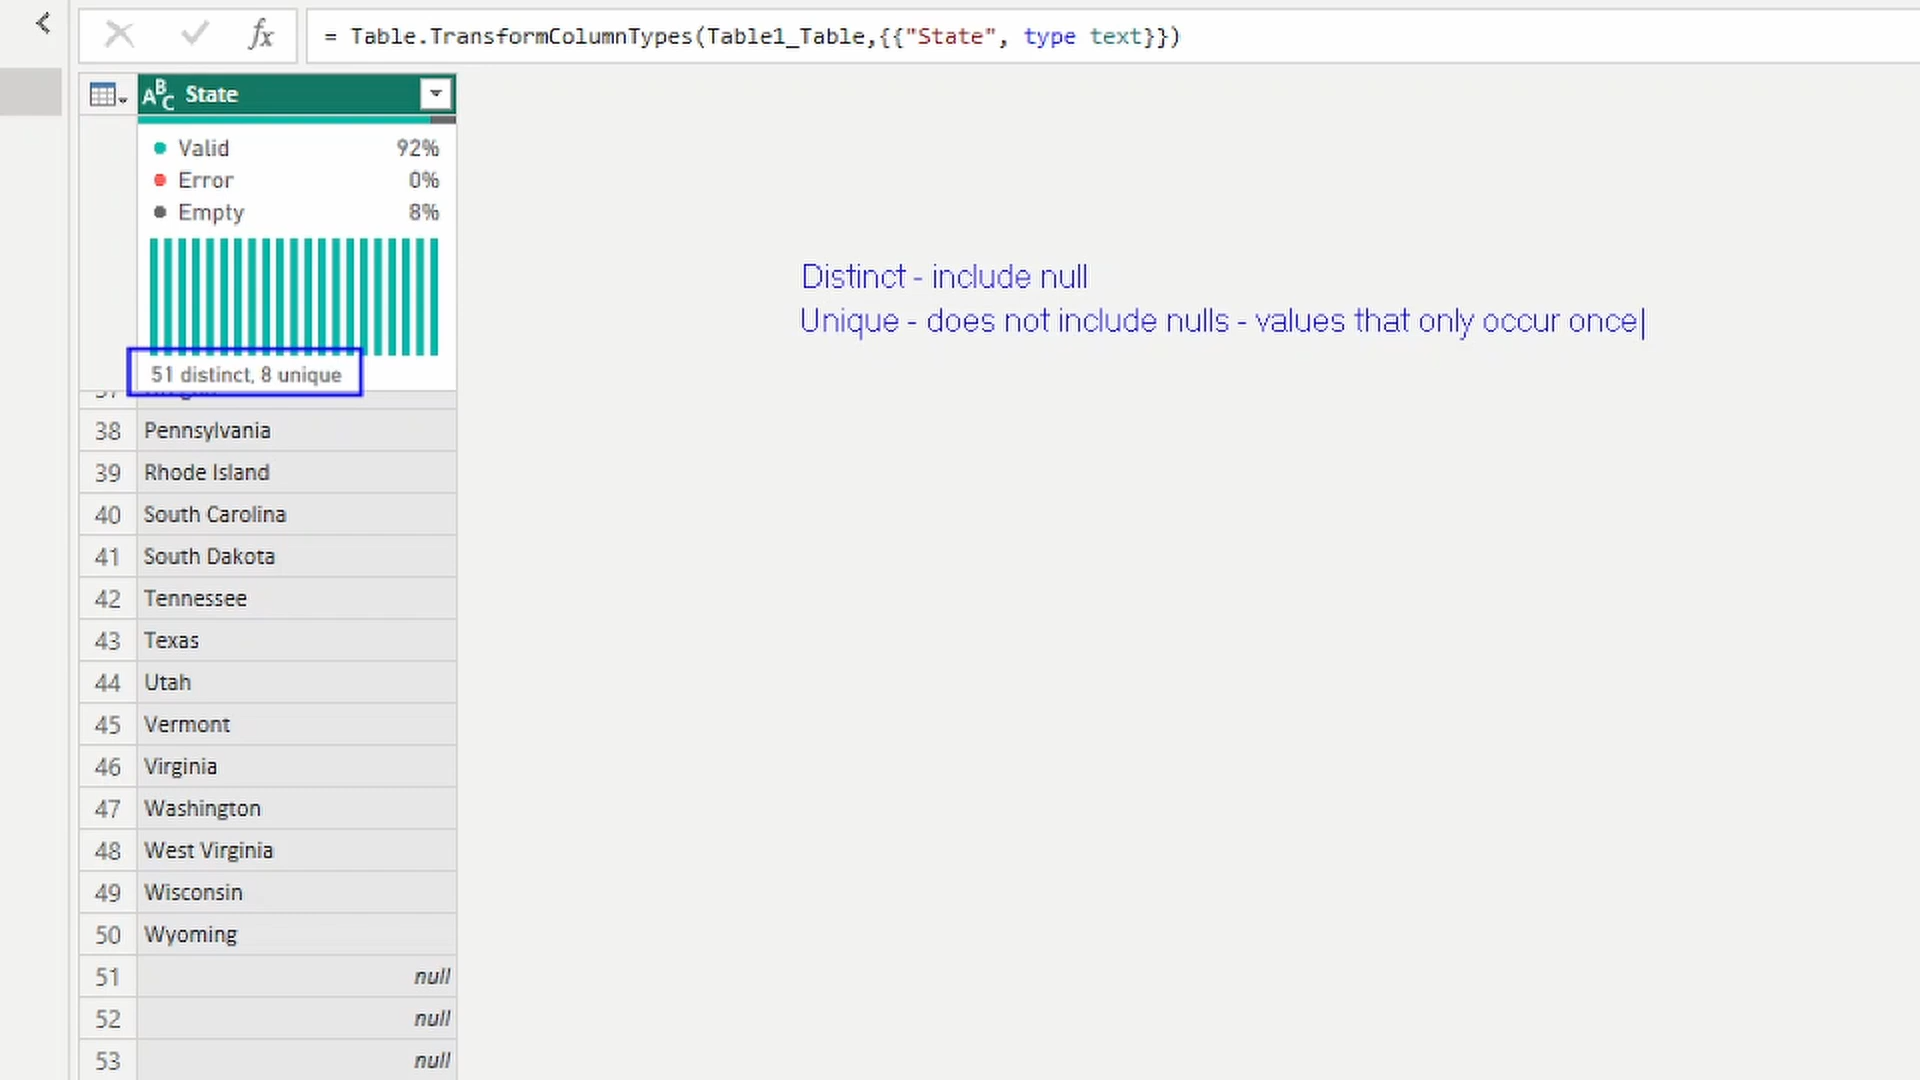 = Table.TransformColumnTypes(Table1_Table,{{"State", type text}})
ABC State
Valid 92%
Error 0%
Empty 8%
Distinct - include null
Unique - does not include nulls - values that only occur once
51 distinct, 8 unique
38 Pennsylvania
39 Rhode Island
40 South Carolina
41 South Dakota
42 Tennessee
43 Texas
44 Utah
45 Vermont
46 Virginia
47 Washington
48 West Virginia
49 Wisconsin
50 Wyoming
51 null
52 null
53 null